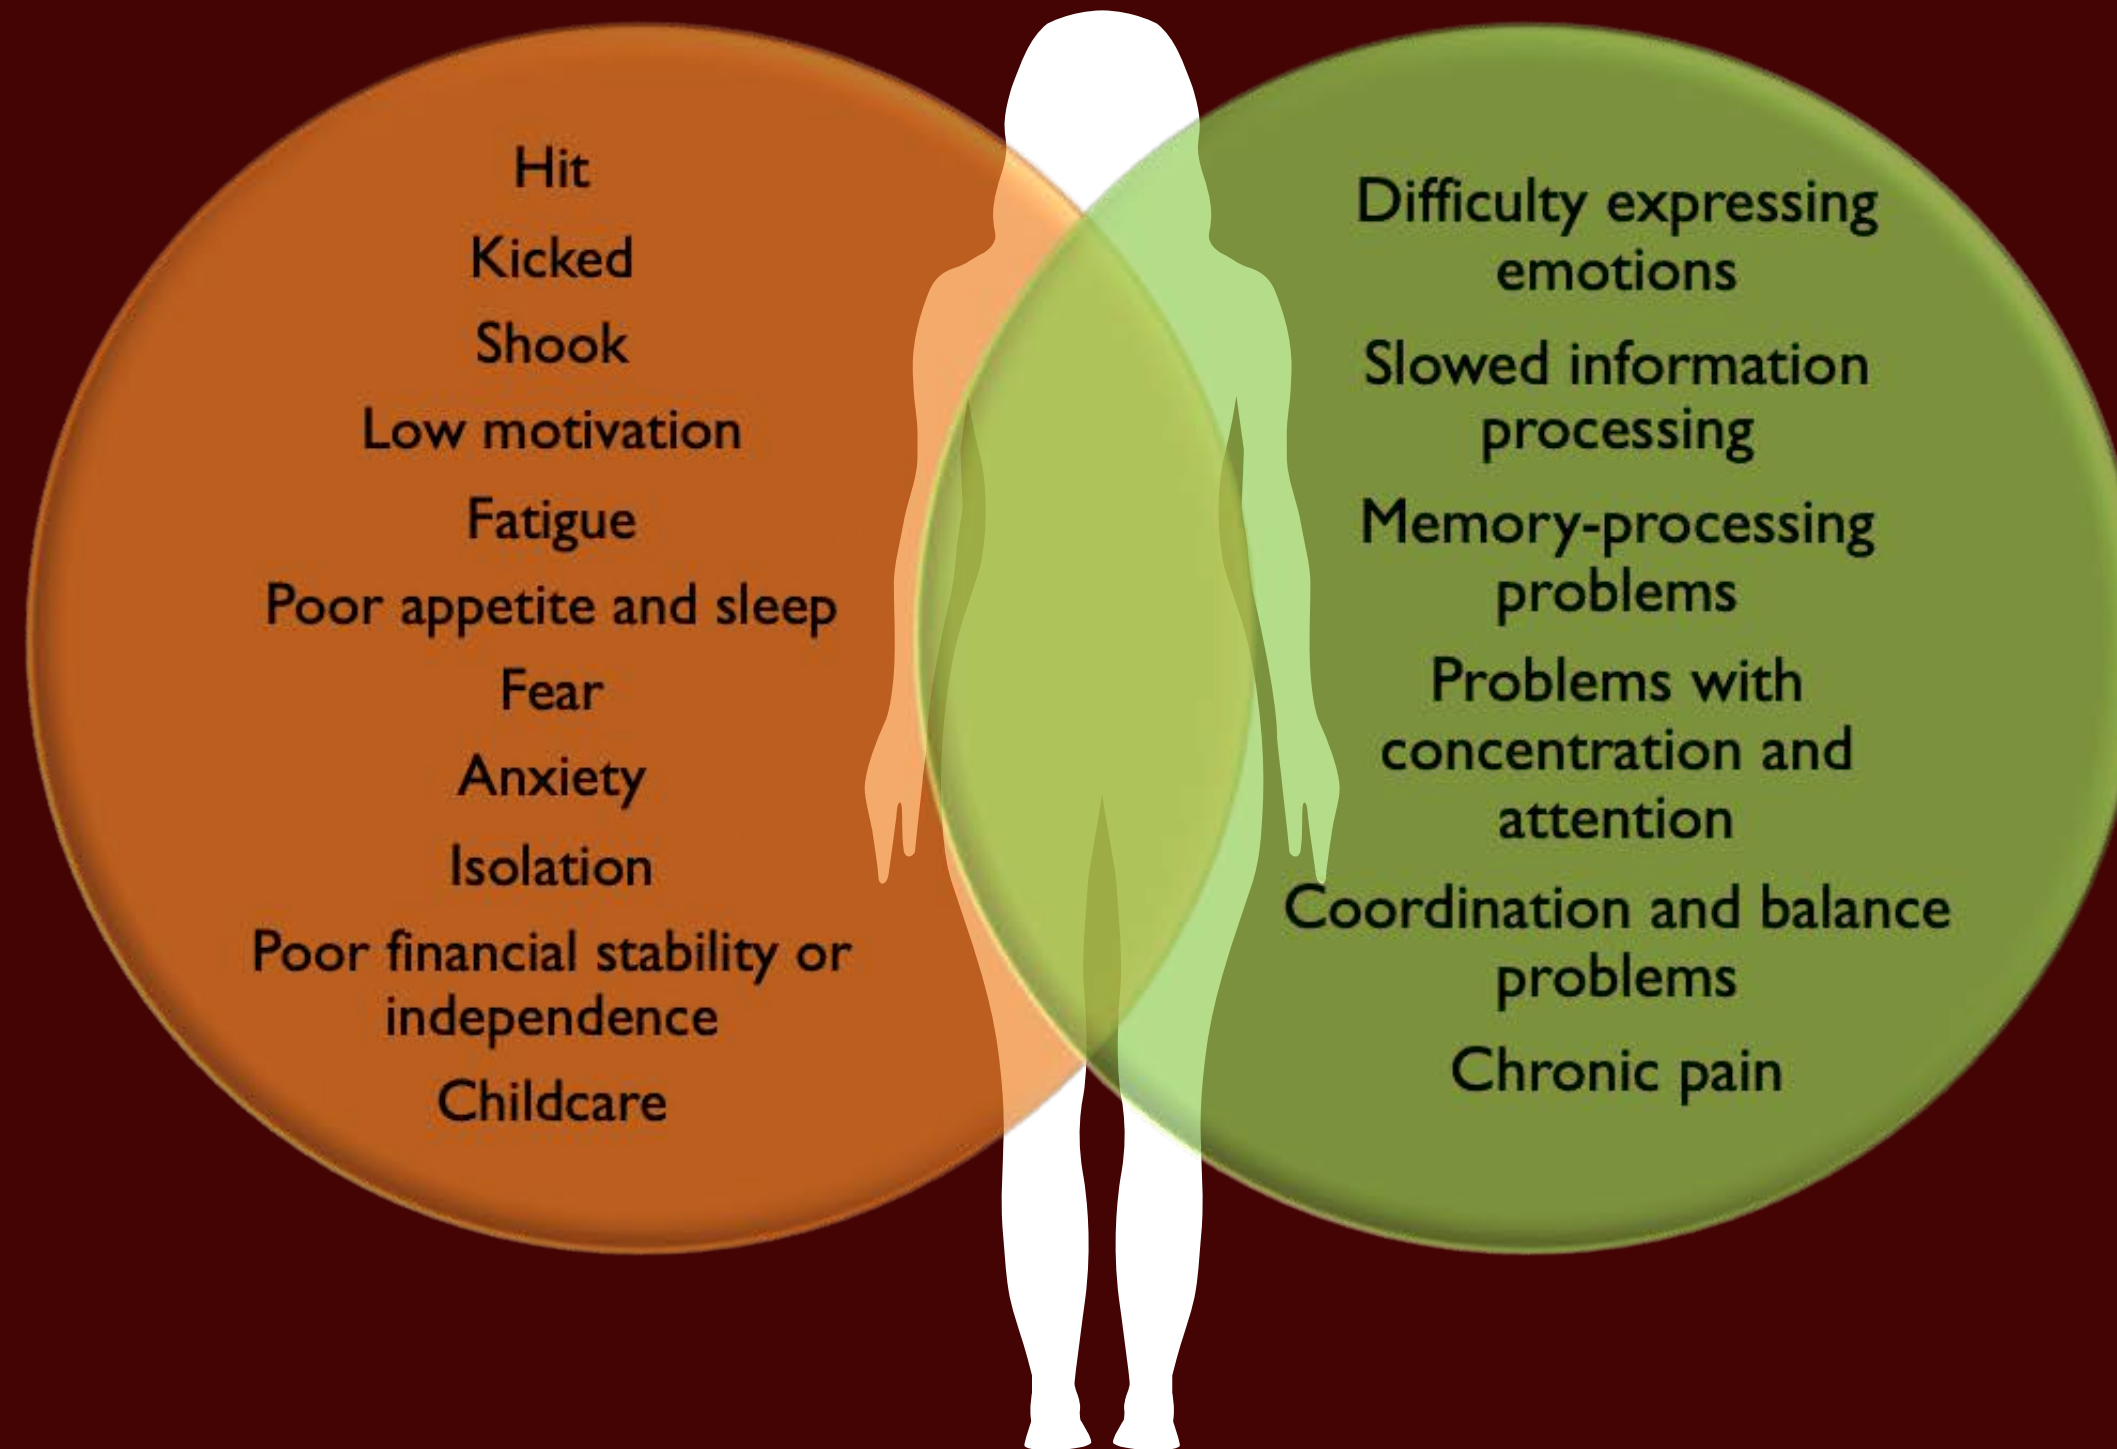 Hit
Kicked
Shook
Low motivation
Fatigue
Poor appetite and sleep
Fear
Anxiety
Isolation
Poor financial stability or
independence
Childcare
Difficulty expressing
emotions
Slowed information
processing
Memory-processing
problems
Problems with
concentration and
attention
Coordination and balance
problems
Chronic pain